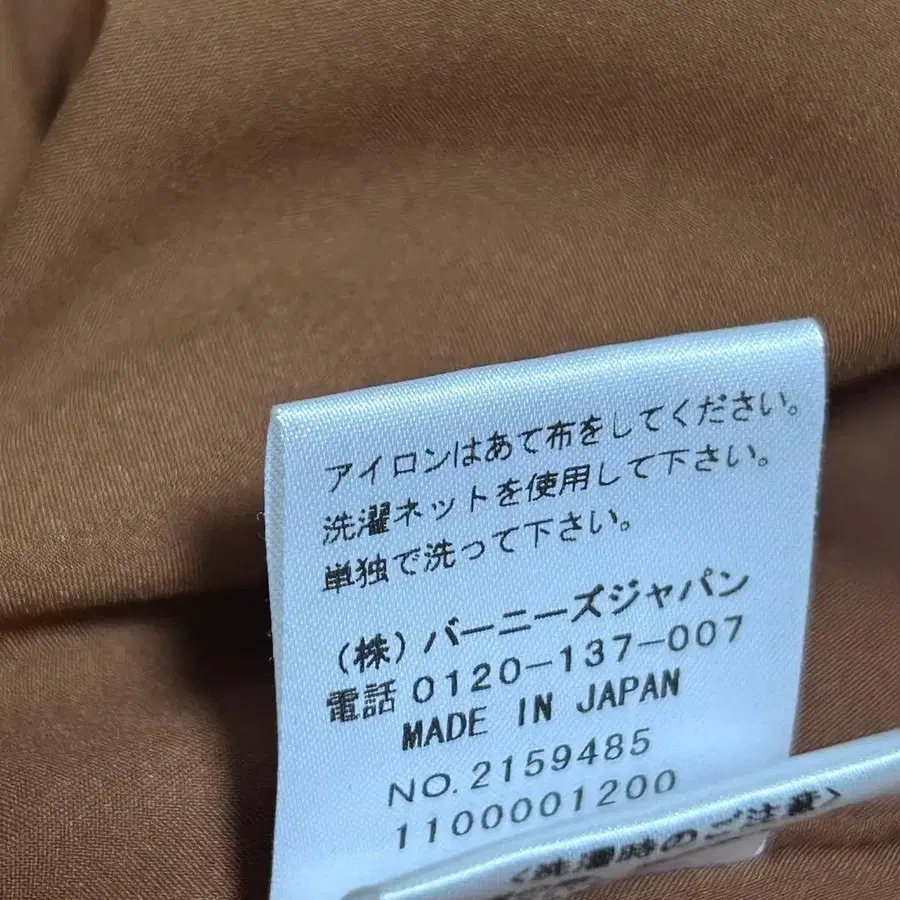 アイロンはあて布をしてください。
洗濯ネットを使用して下さい。
単独で洗って下さい。
(株)バーニーズジャパン
電話 0120-137-007
MADE IN JAPAN
NO.2159485
1100001200
<洗濯時のご注意>